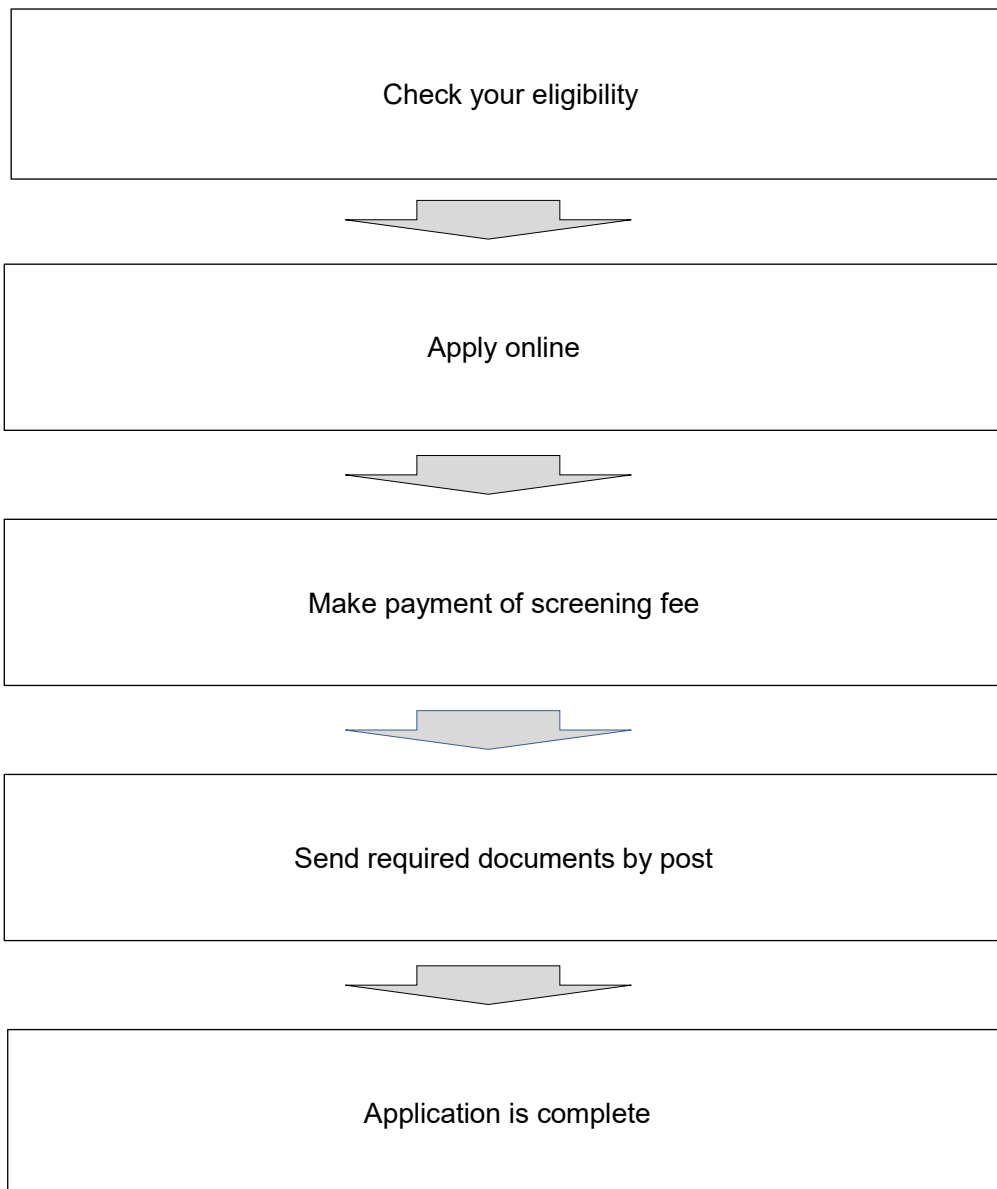 Check your eligibility
Apply online
Make payment of screening fee
Send required documents by post
Application is complete